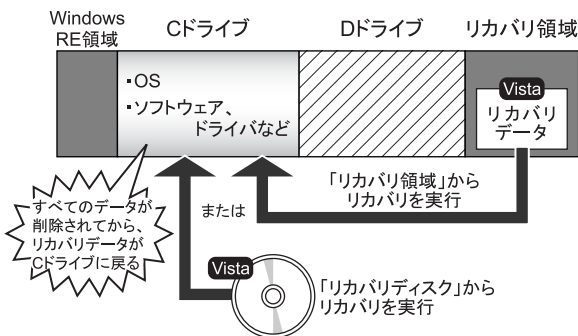 Windows
RE領域
Cドライブ
Dドライブ
リカバリ領域
・OS
・ソフトウェア、
ドライバなど
Vista
リカバリ
データ
すべてのデータが
削除されてから、
リカバリデータが
Cドライブに戻る
または
「リカバリ領域」から
リカバリを実行
Vista
「リカバリディスク」から
リカバリを実行